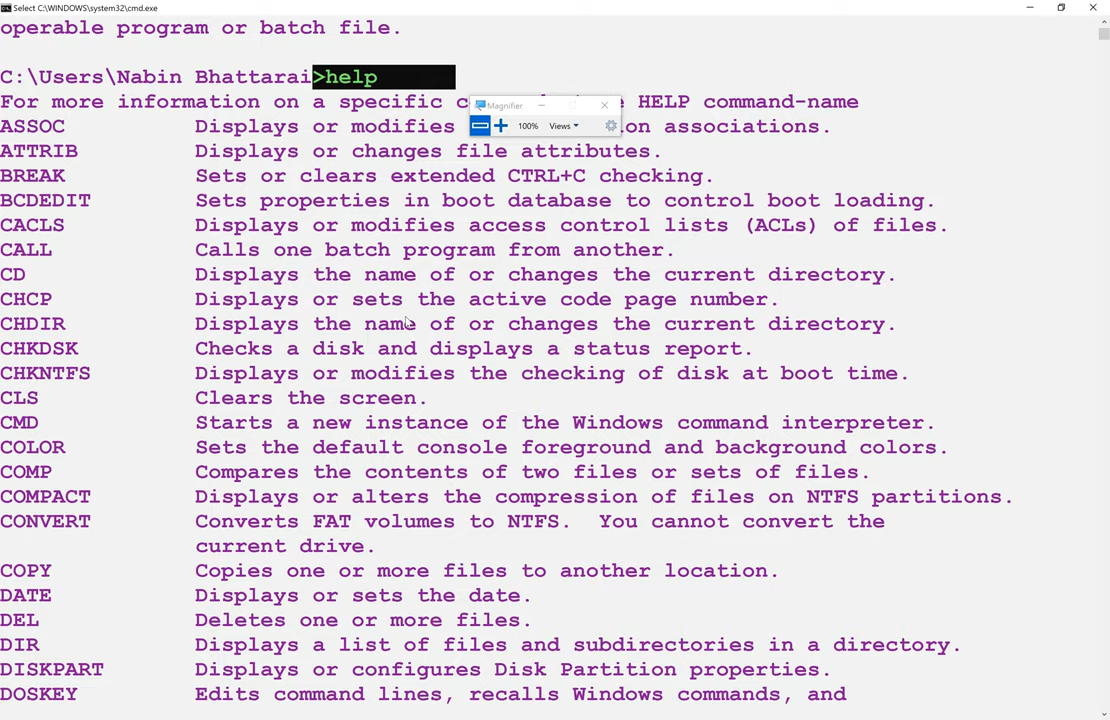 Select C:\WINDOWS\system32\cmd.exe
operable program or batch file.
C:\Users\Nabin Bhattarai>help
For more information on a specific c HELP command-name
Magnifier
100% Views
ASSOC Displays or modifies on associations.
ATTRIB Displays or changes file attributes.
BREAK Sets or clears extended CTRL+C checking.
BCDEDIT Sets properties in boot database to control boot loading.
CACLS Displays or modifies access control lists (ACLs) of files.
CALL Calls one batch program from another.
CD Displays the name of or changes the current directory.
CHCP Displays or sets the active code page number.
CHDIR Displays the name of or changes the current directory.
CHKDSK Checks a disk and displays a status report.
CHKNTFS Displays or modifies the checking of disk at boot time.
CLS Clears the screen.
CMD Starts a new instance of the Windows command interpreter.
COLOR Sets the default console foreground and background colors.
COMP Compares the contents of two files or sets of files.
COMPACT Displays or alters the compression of files on NTFS partitions.
CONVERT Converts FAT volumes to NTFS.  You cannot convert the
current drive.
COPY Copies one or more files to another location.
DATE Displays or sets the date.
DEL Deletes one or more files.
DIR Displays a list of files and subdirectories in a directory.
DISKPART Displays or configures Disk Partition properties.
DOSKEY Edits command lines, recalls Windows commands, and